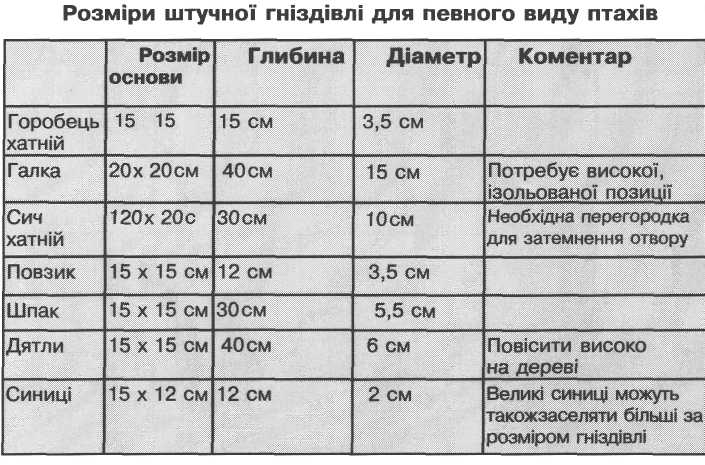 Розміри штучної гніздівлі для певного виду птахів
Розмір основи Глибина Діаметр Коментар
Горобець хатній 15 15 15 см 3,5 см
Галка 20х 20см 40см 15 см Потребує високої, ізольованої позиції
Сич хатній 120х 20с 30см 10см Необхідна перегородка для затемнення отвору
Повзик 15 х 15 см 12 см 3,5 см
Шпак 15 х 15 см 30см 5,5 см
Дятли 15 х 15 см 40см 6 см Повісити високо на дереві
Синиці 15 х 12 см 12 см 2 см Великі синиці можуть такожзаселяти більші за розміром гніздівлі